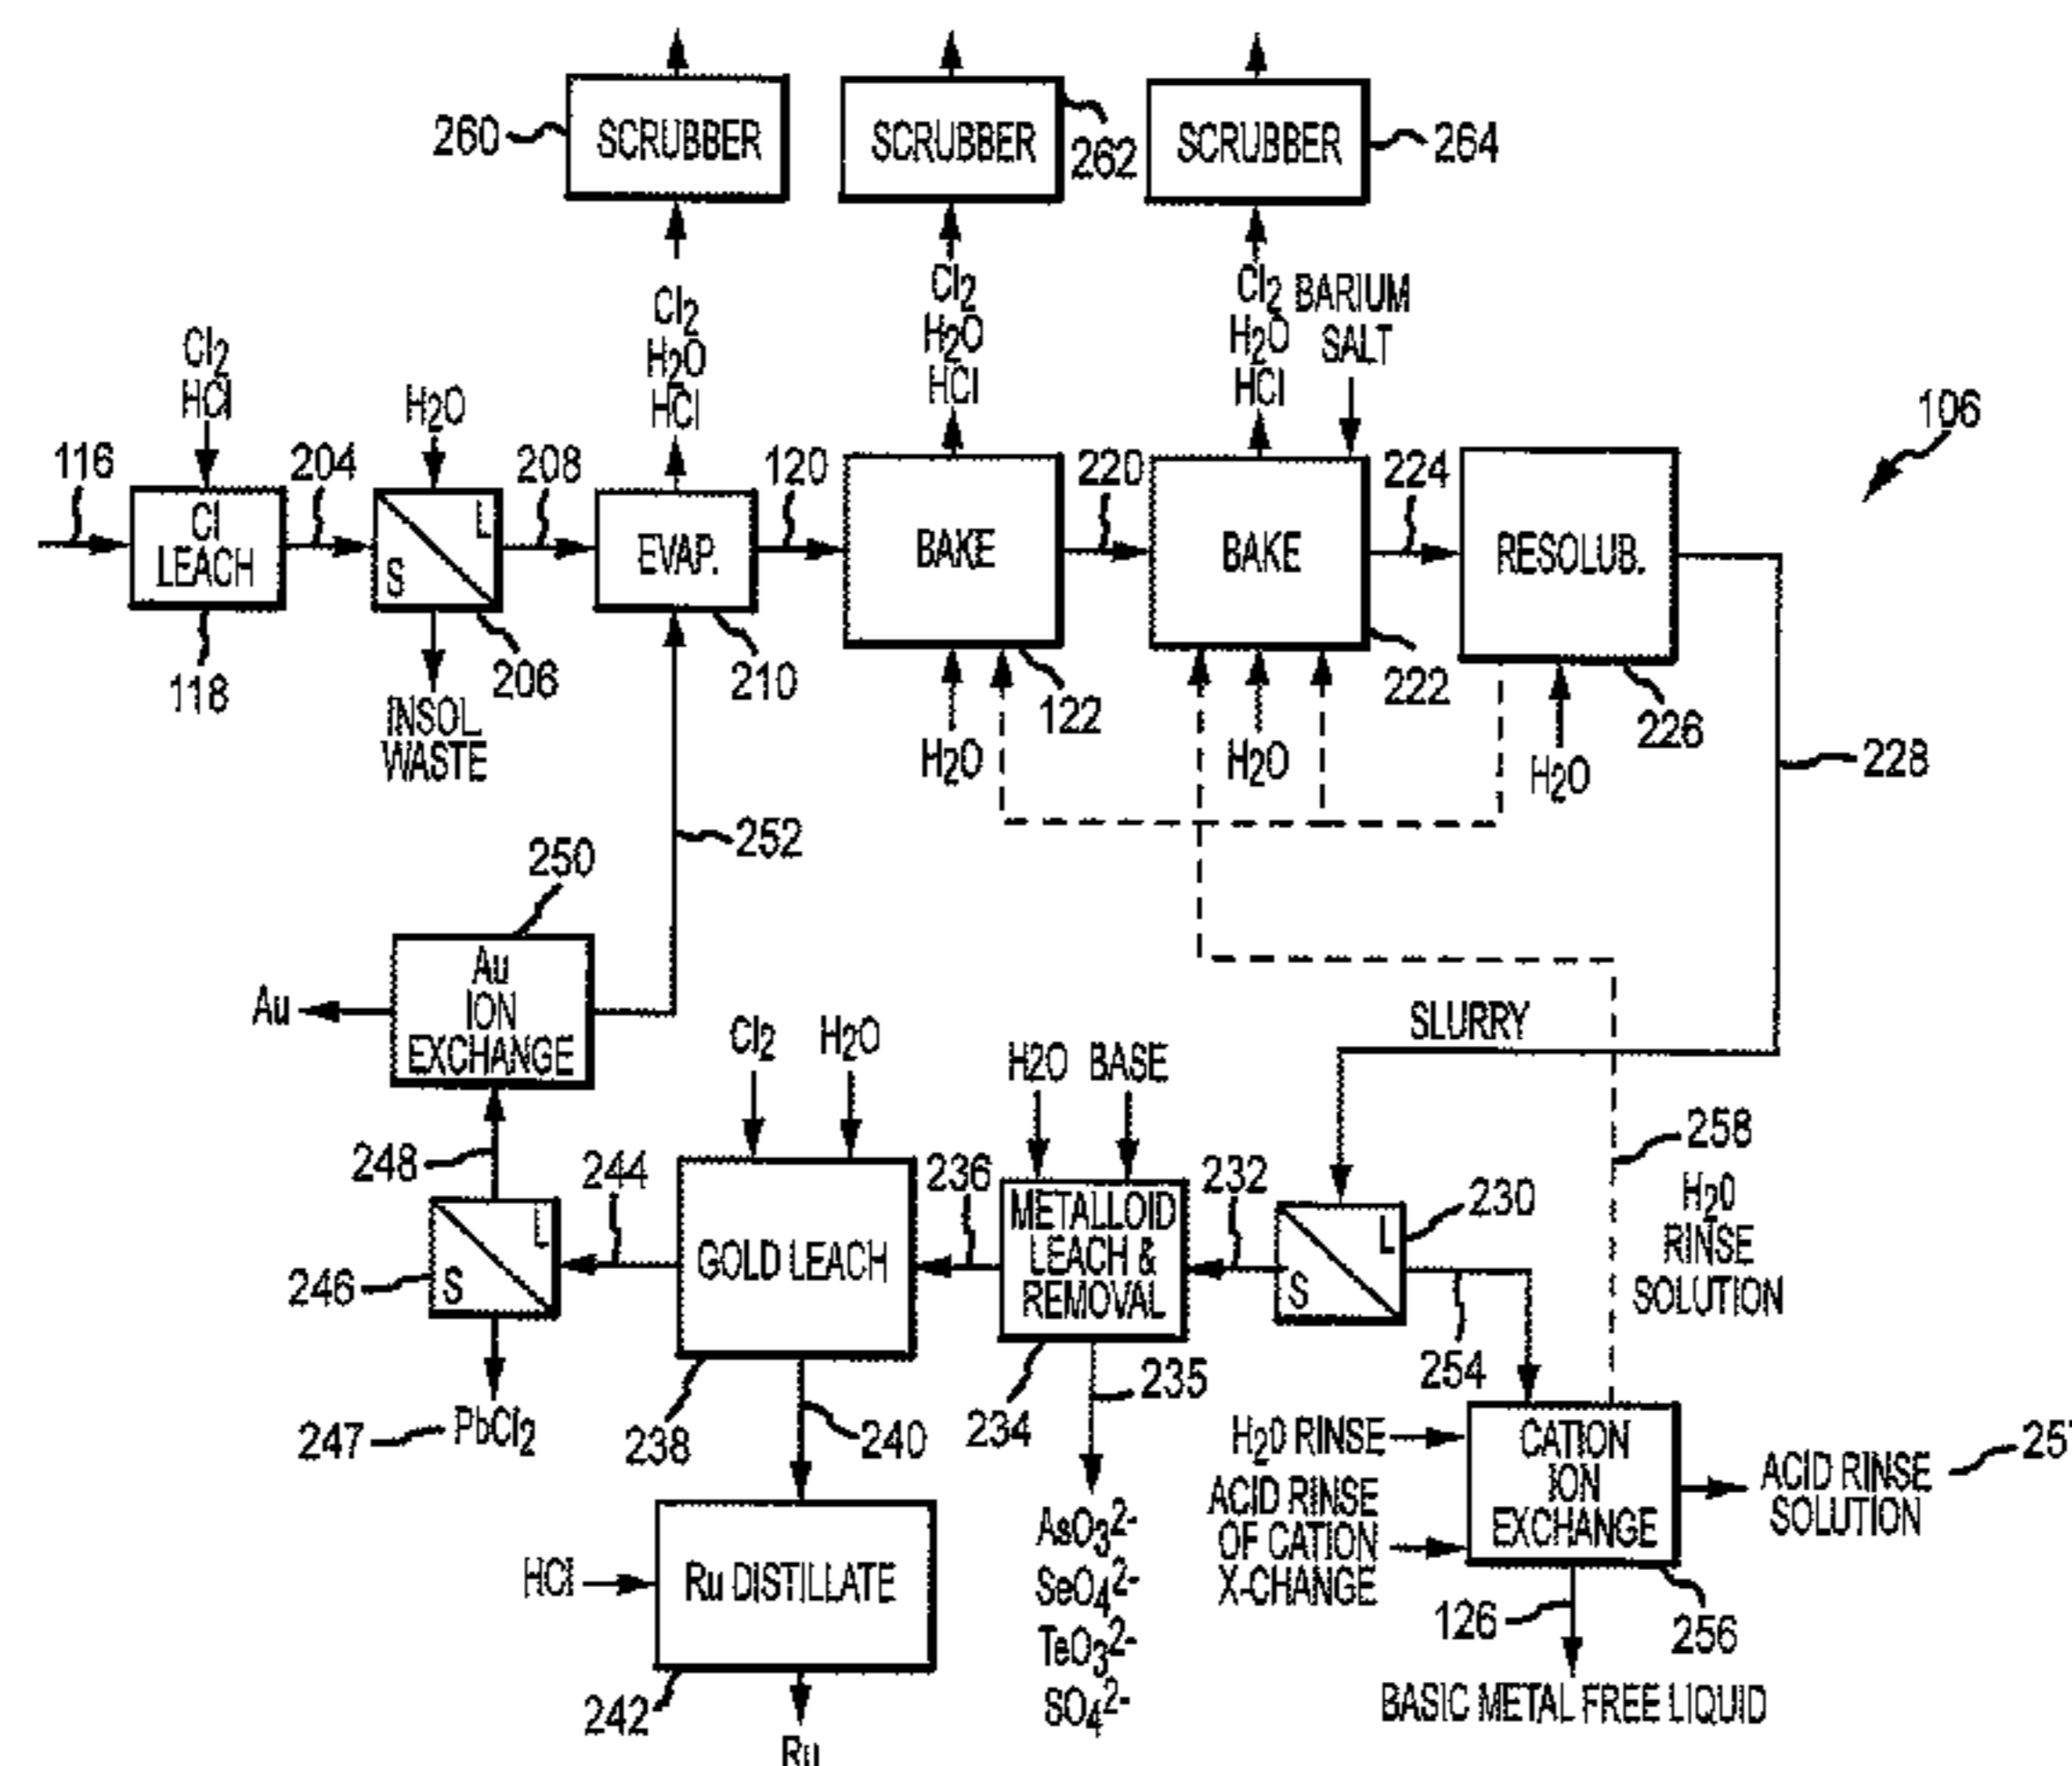 SCRUBBER
260
SCRUBBER
262
SCRUBBER
264
Cl2
H2O
HCl
Cl2
H2O
HCl
Cl2
H2O
HCl
BARIUM
SALT
Cl2
HCl
H2O
106
116
204
208
120
220
224
Cl
LEACH
118
L
S
206
INSOL
WASTE
EVAP.
210
BAKE
122
H2O
BAKE
222
H2O
RESOLUB.
226
H2O
228
252
250
Au
ION
EXCHANGE
Au
SLURRY
Cl2
H2O
H2O
BASE
258
H2O
RINSE
SOLUTION
248
244
236
232
230
L
S
246
GOLD LEACH
238
METALLOID
LEACH &
REMOVAL
234
235
L
S
254
PbCl2
247
240
AsO3 2-
SeO4 2-
TeO3 2-
SO4 2-
H2O RINSE
ACID RINSE
OF CATION
X-CHANGE
CATION
ION
EXCHANGE
256
ACID RINSE
SOLUTION
126
BASIC METAL FREE LIQUID
HCl
Ru DISTILLATE
242
Ru